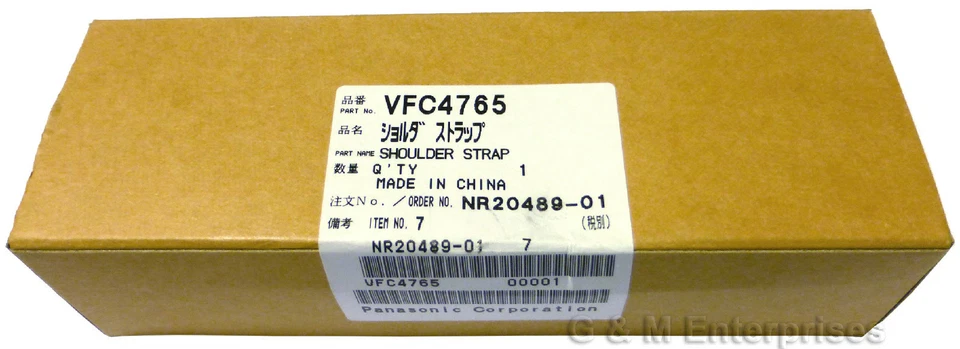 品番 VFC4765
PART No.
品名 ショルダ ストラップ
PART NAME SHOULDER STRAP
数量 Q'TY 1
MADE IN CHINA
注文No. / ORDER NO. NR20489-01
備考 ITEM NO. 7 (税別)
NR20489-01 7
VFC4765 00001
Panasonic Corporation
G & M Enterprises